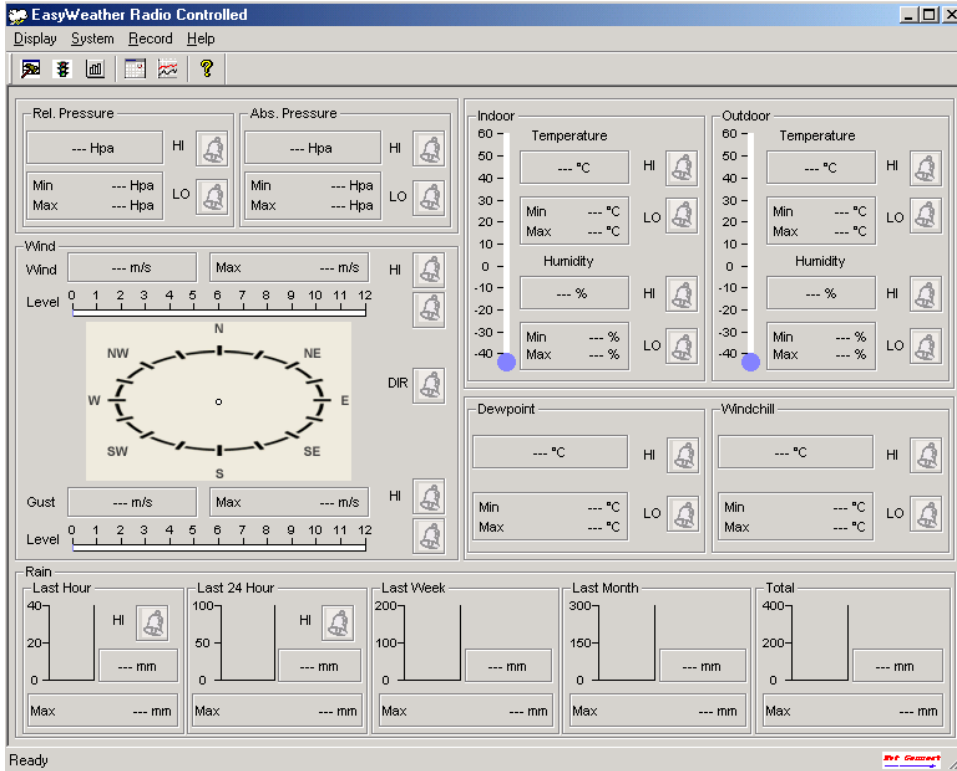 EasyWeather Radio Controlled
Display System Record Help
Rel. Pressure
--- Hpa
HI
Min --- Hpa
Max --- Hpa
LO
Abs. Pressure
--- Hpa
HI
Min --- Hpa
Max --- Hpa
LO
Wind
Wind --- m/s Max --- m/s HI
Level 0 1 2 3 4 5 6 7 8 9 10 11 12
N
NW NE
W E
SW SE
S
DIR
Gust --- m/s Max --- m/s HI
Level 0 1 2 3 4 5 6 7 8 9 10 11 12
Indoor
60
50
40
30
20
10
0
-10
-20
-30
-40
Temperature
--- °C
HI
Min --- °C
Max --- °C
LO
Humidity
--- %
HI
Min --- %
Max --- %
LO
Outdoor
60
50
40
30
20
10
0
-10
-20
-30
-40
Temperature
--- °C
HI
Min --- °C
Max --- °C
LO
Humidity
--- %
HI
Min --- %
Max --- %
LO
Dewpoint
--- °C
HI
Min --- °C
Max --- °C
LO
Windchill
--- °C
HI
Min --- °C
Max --- °C
LO
Rain
Last Hour
40
20
0
HI
--- mm
Max --- mm
Last 24 Hour
100
50
0
HI
--- mm
Max --- mm
Last Week
200
100
0
--- mm
Max --- mm
Last Month
300
150
0
--- mm
Max --- mm
Total
400
200
0
--- mm
Max --- mm
Ready